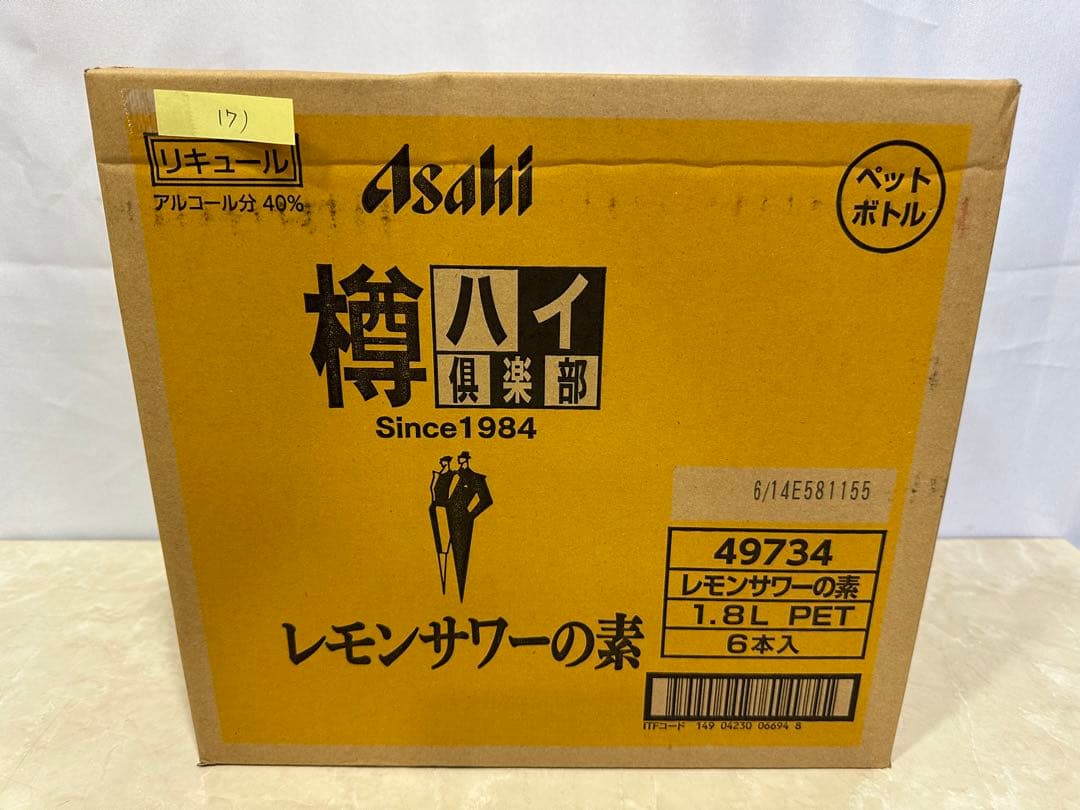 17)
リキュール
アルコール分 40%
Asahi
ペット
ボトル
樽ハイ
倶楽部
Since1984
6/14E581155
49734
レモンサワーの素
1.8L PET
6本入
レモンサワーの素
ITFコード 149 04230 06694 8